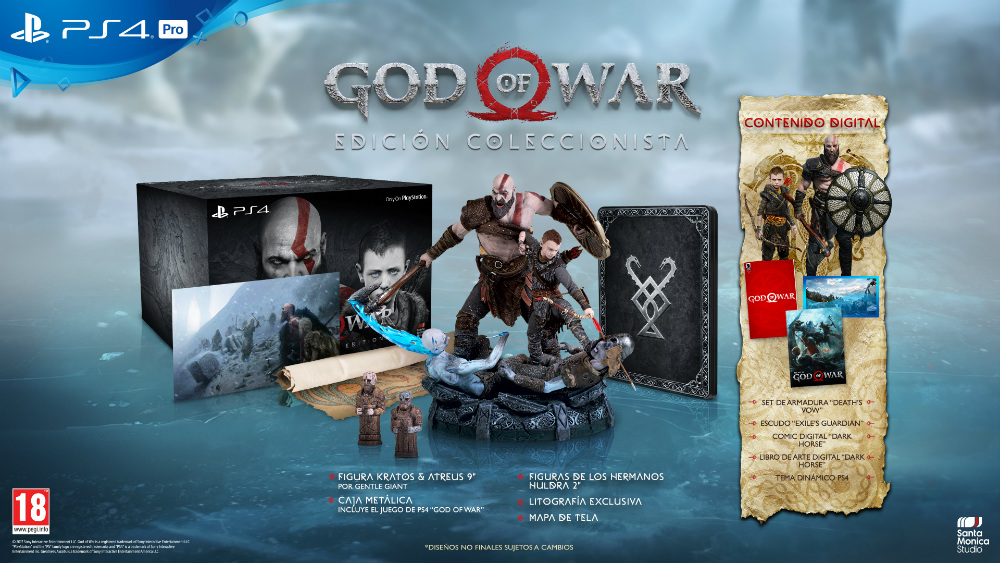 PS4 Pro
GOD OF WAR
EDICIÓN COLECCIONISTA
CONTENIDO DIGITAL
PS4
Only On PlayStation
WAR
GOD OF WAR
GOD OF WAR
SET DE ARMADURA "DEATH'S
VOW"
ESCUDO "EXILE'S GUARDIAN"
COMIC DIGITAL "DARK
HORSE"
LIBRO DE ARTE DIGITAL "DARK
HORSE"
TEMA DINÁMICO PS4
FIGURA KRATOS & ATREUS 9"
POR GENTLE GIANT
CAJA METÁLICA
INCLUYE EL JUEGO DE PS4 "GOD OF WAR"
FIGURAS DE LOS HERMANOS
HULDRA 2"
LITOGRAFÍA EXCLUSIVA
MAPA DE TELA
18
www.pegi.info
*DISEÑOS NO FINALES SUJETOS A CAMBIOS
Santa
Monica
Studio